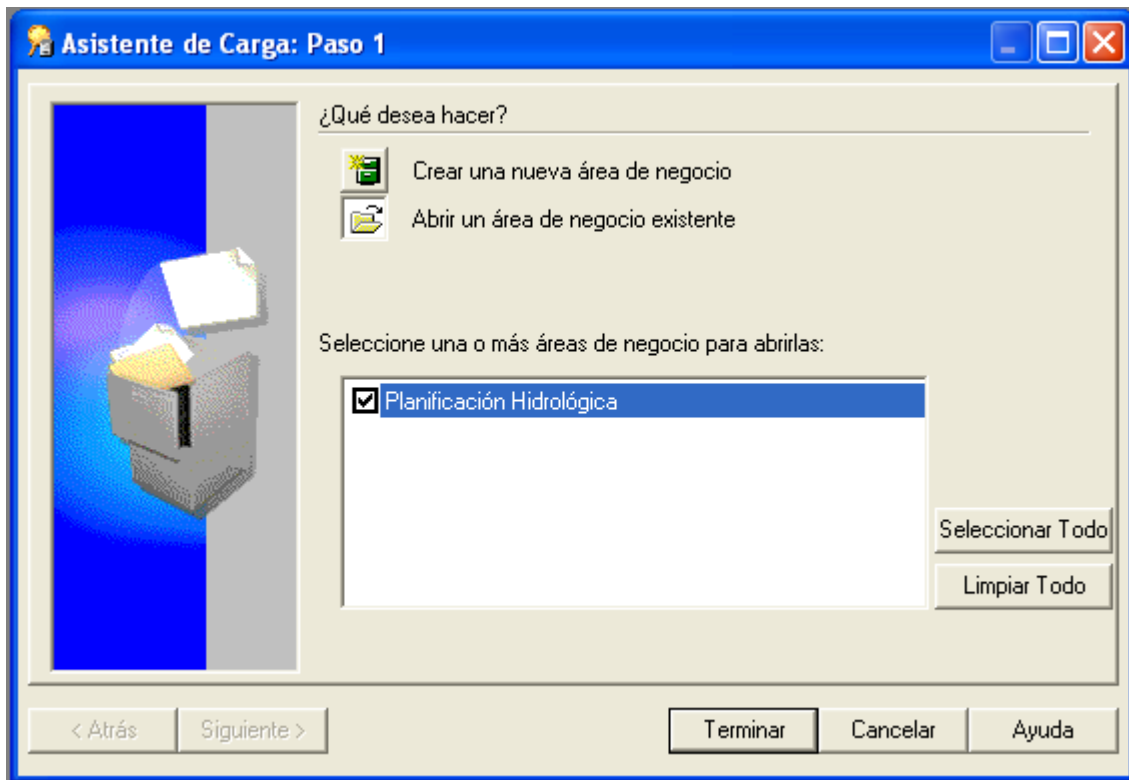 Asistente de Carga: Paso 1
¿Qué desea hacer?
Crear una nueva área de negocio
Abrir un área de negocio existente
Seleccione una o más áreas de negocio para abrirlas:
Planificación Hidrológica
Seleccionar Todo
Limpiar Todo
< Atrás
Siguiente >
Terminar
Cancelar
Ayuda